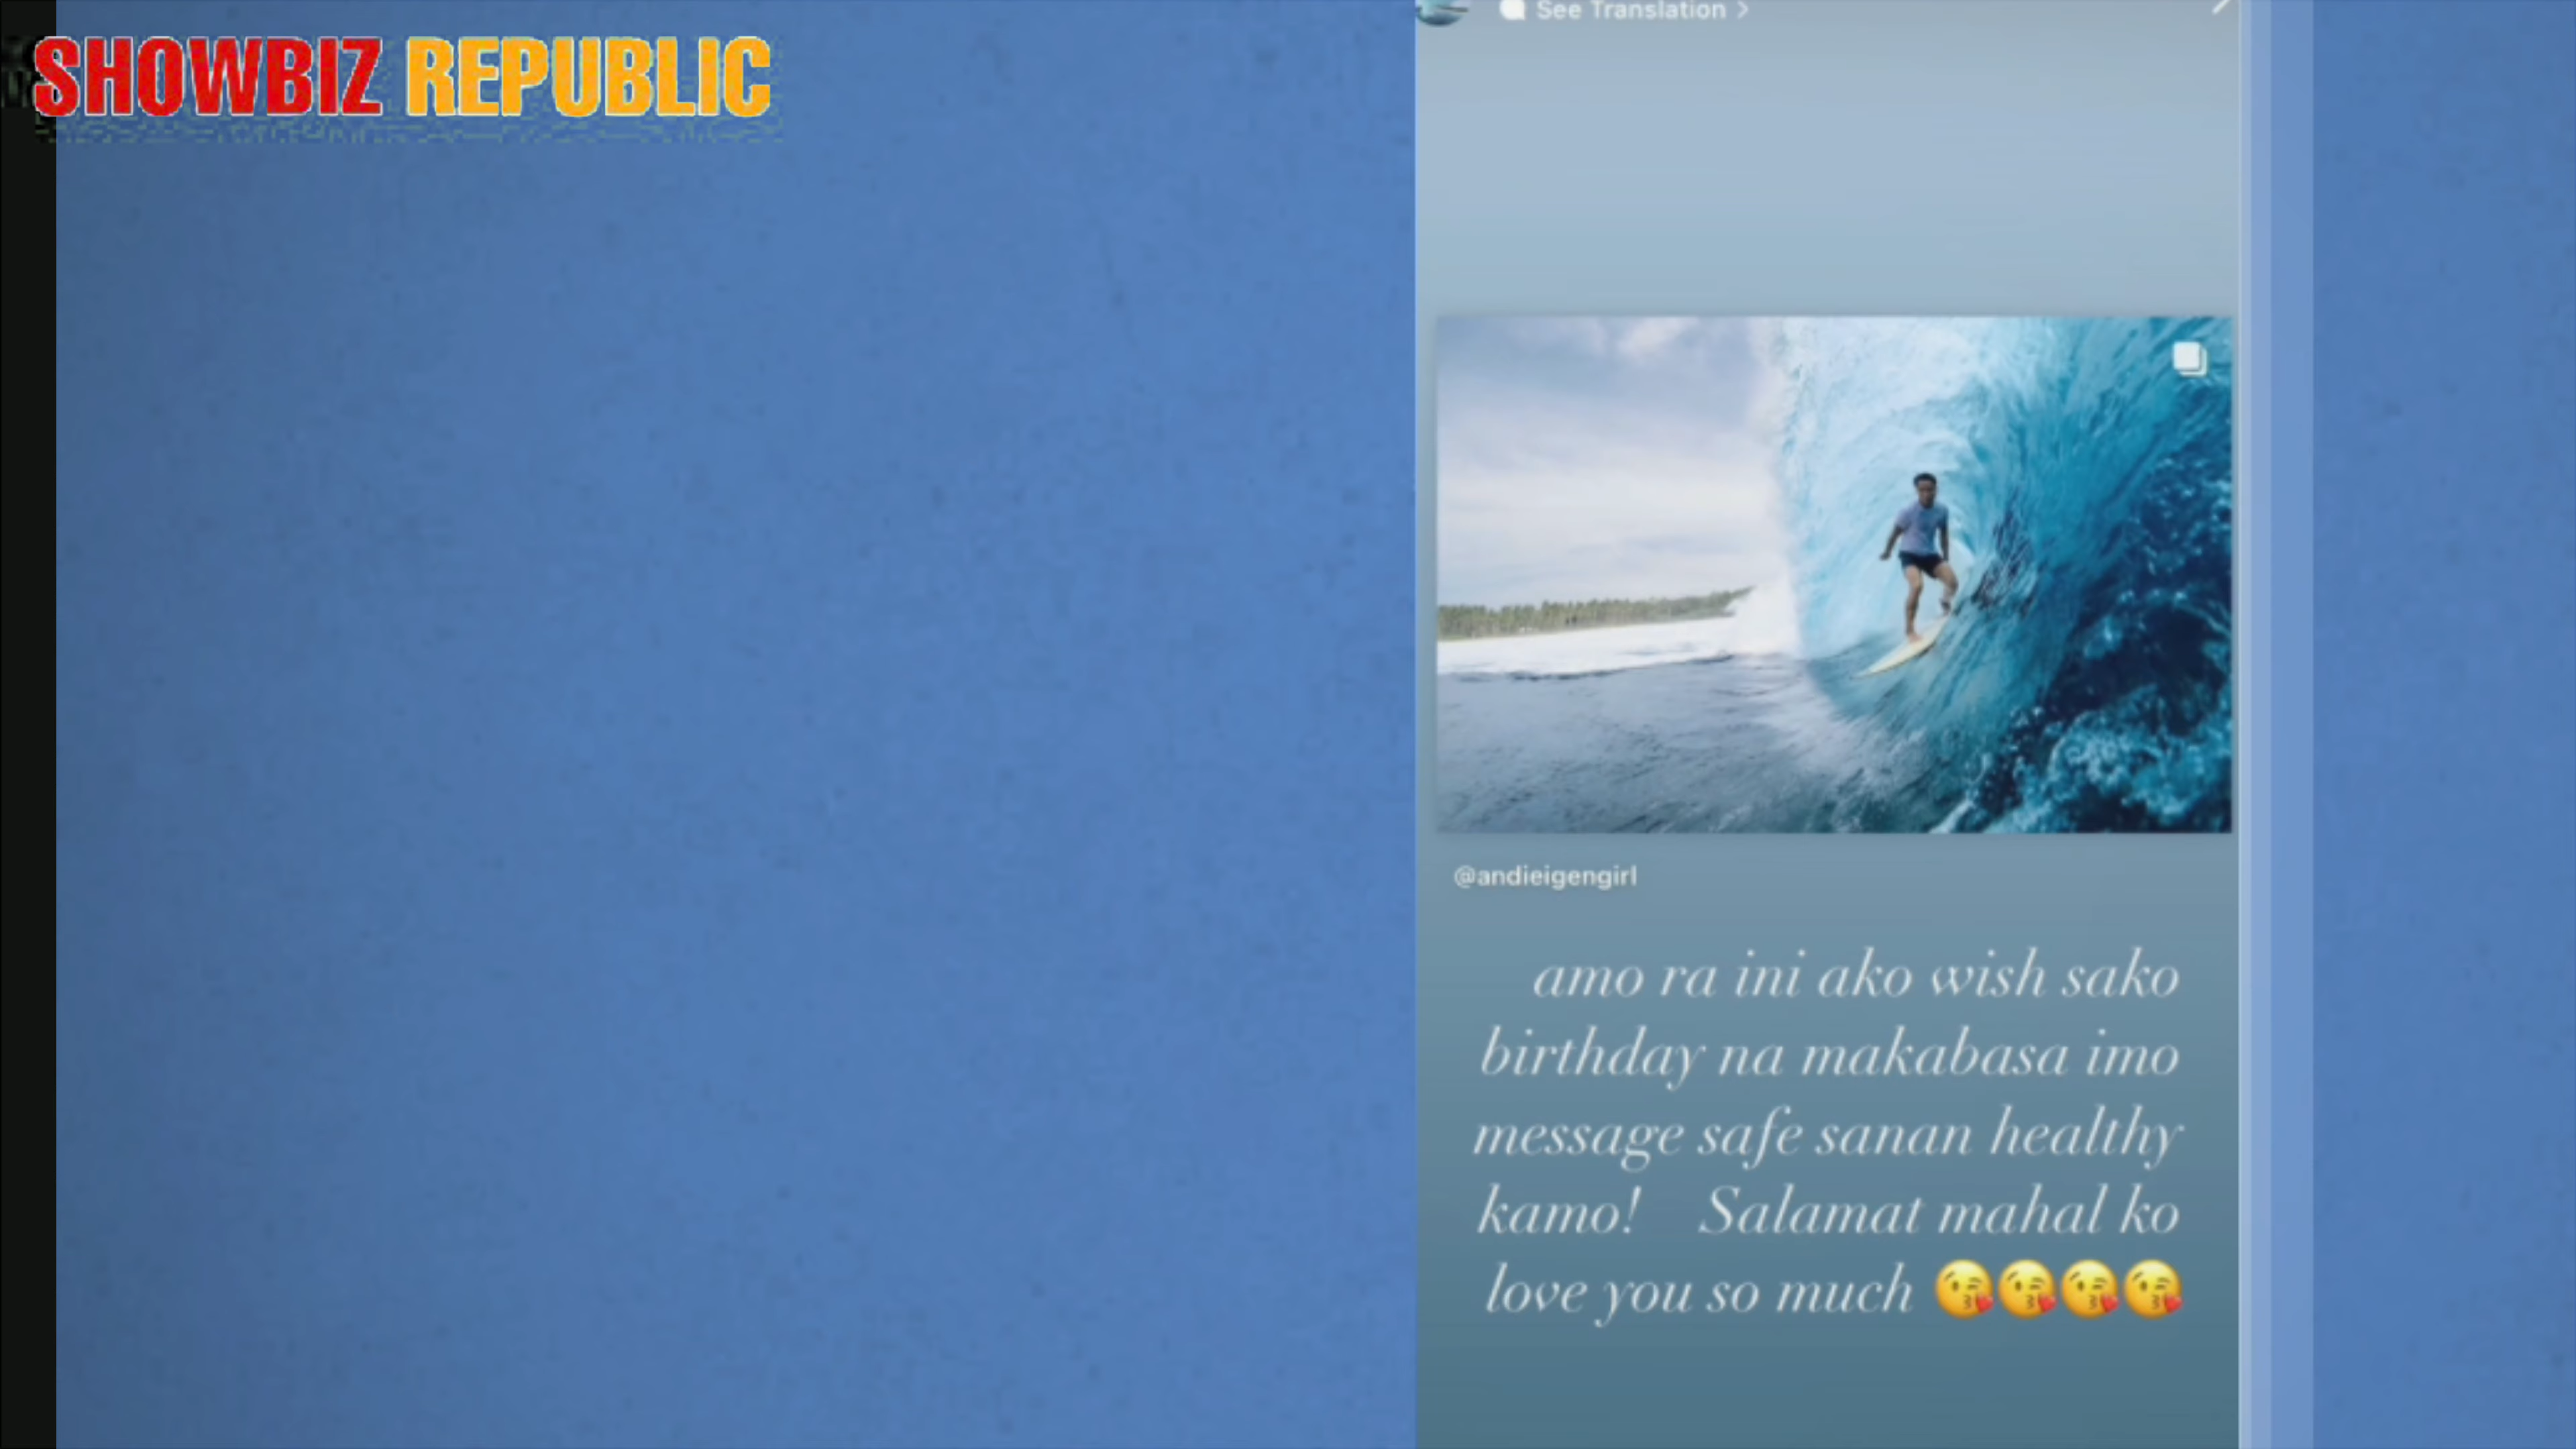 SHOWBIZ REPUBLIC
See Translation >
@andieigengirl
amo ra ini ako wish sako
birthday na makabasa imo
message safe sanan healthy
kamo! Salamat mahal ko
love you so much 😘😘😘😘